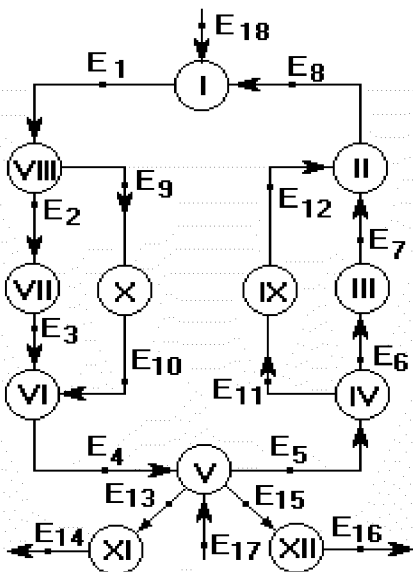 E18
E1 I E8
VIII II
E9 E12
E2 E7
VII X IX III
E3 E10 E11 E6
VI IV
E4 V E5
E13 E15
E14 XI E17 XII E16